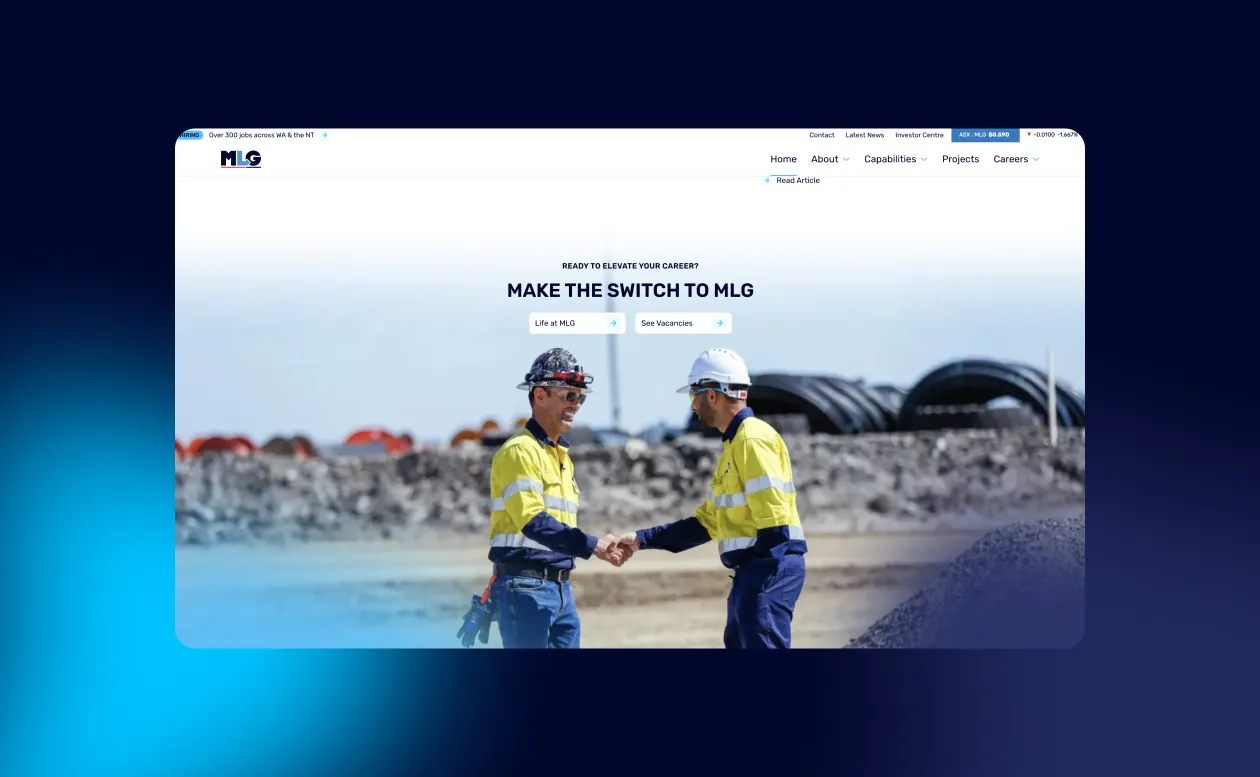 HIRING Over 300 jobs across WA & the NT
Contact Latest News Investor Centre ASX : MLG $0.590 -0.0100 -1.667%
MLG
Home About Capabilities Projects Careers
Read Article
READY TO ELEVATE YOUR CAREER?
MAKE THE SWITCH TO MLG
Life at MLG See Vacancies